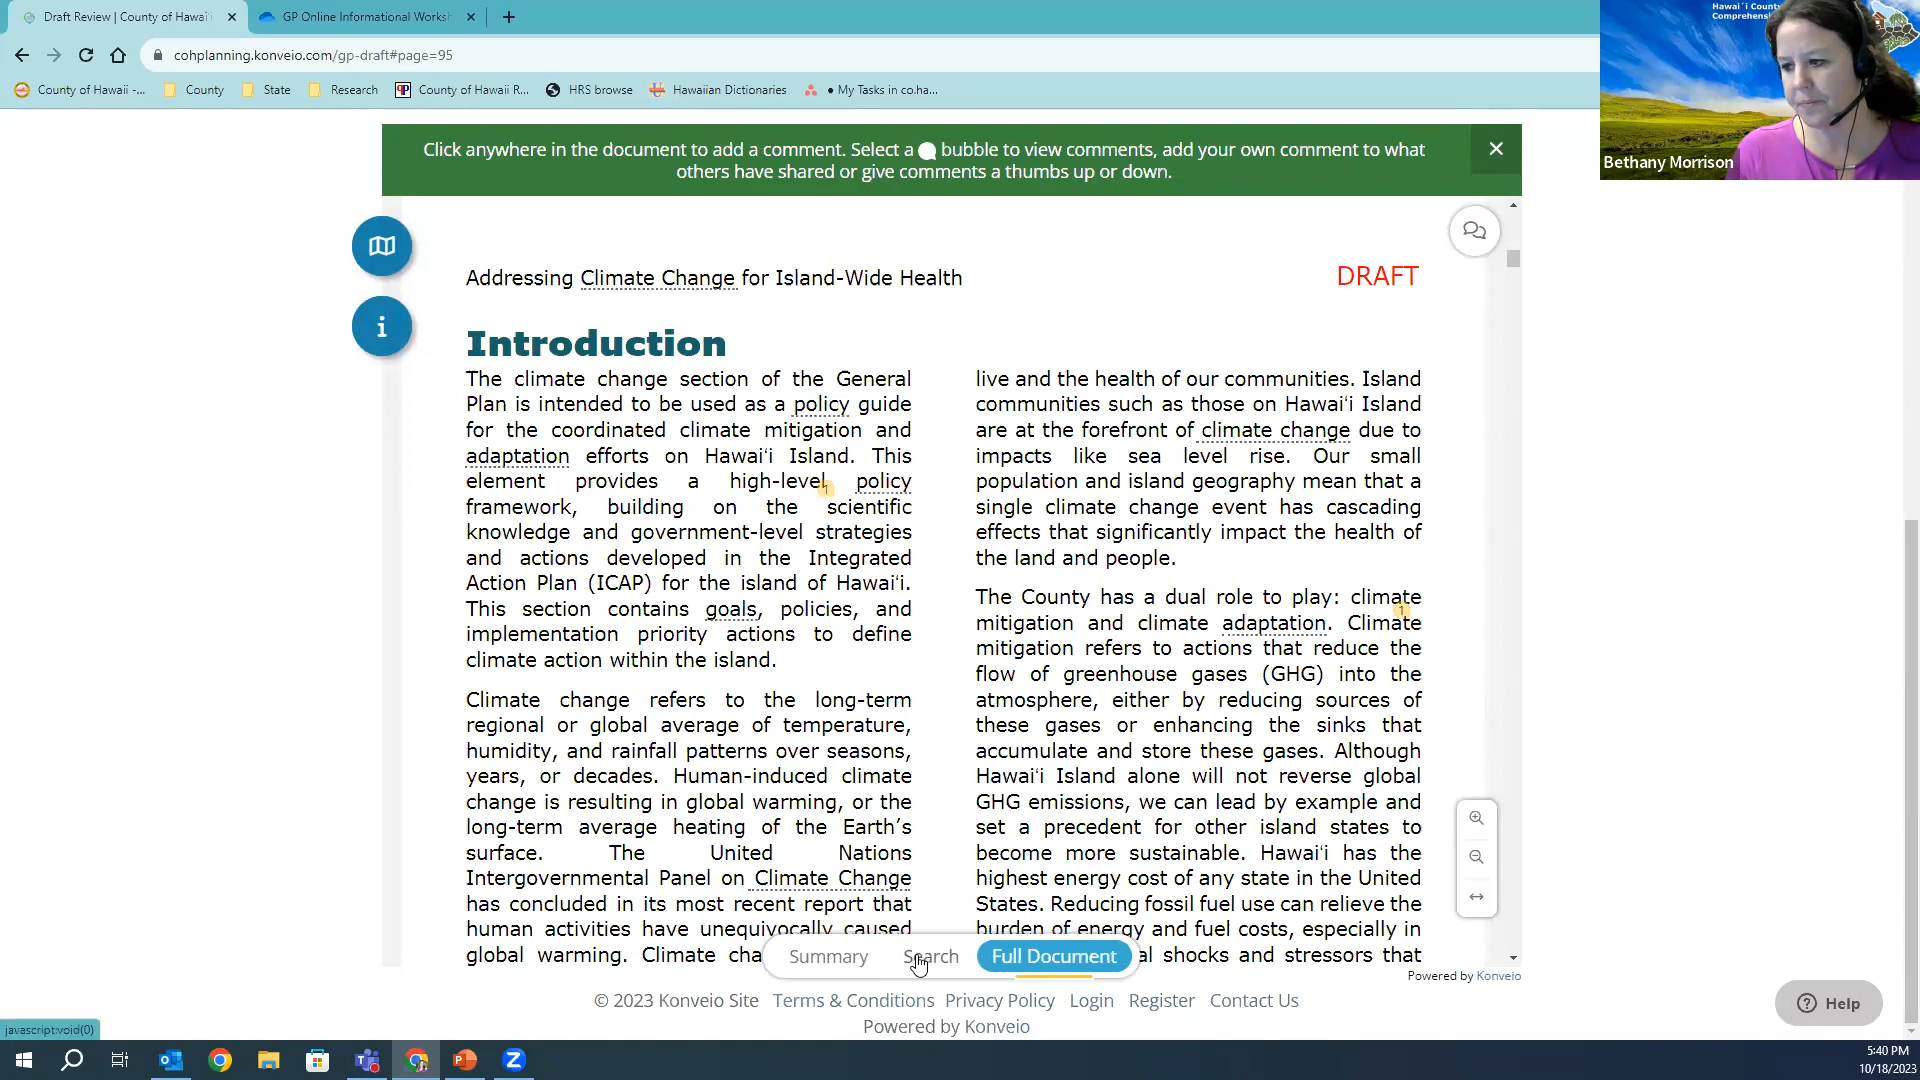 Draft Review | County of Hawai'i
GP Online Informational Worksh
cohplanning.konveio.com/gp-draft#page=95
County of Hawaii -...
County
State
Research
County of Hawaii R...
HRS browse
Hawaiian Dictionaries
● My Tasks in co.ha...
Hawai´i County
Comprehens
Bethany Morrison
Click anywhere in the document to add a comment. Select a bubble to view comments, add your own comment to what
others have shared or give comments a thumbs up or down.
Addressing Climate Change for Island-Wide Health
DRAFT
Introduction
The climate change section of the General
Plan is intended to be used as a policy guide
for the coordinated climate mitigation and
adaptation efforts on Hawaiʻi Island. This
element provides a high-level 1 policy
framework, building on the scientific
knowledge and government-level strategies
and actions developed in the Integrated
Action Plan (ICAP) for the island of Hawaiʻi.
This section contains goals, policies, and
implementation priority actions to define
climate action within the island.
Climate change refers to the long-term
regional or global average of temperature,
humidity, and rainfall patterns over seasons,
years, or decades. Human-induced climate
change is resulting in global warming, or the
long-term average heating of the Earth's
surface. The United Nations
Intergovernmental Panel on Climate Change
has concluded in its most recent report that
human activities have unequivocally caused
global warming. Climate cha
live and the health of our communities. Island
communities such as those on Hawaiʻi Island
are at the forefront of climate change due to
impacts like sea level rise. Our small
population and island geography mean that a
single climate change event has cascading
effects that significantly impact the health of
the land and people.
The County has a dual role to play: climate
1
mitigation and climate adaptation. Climate
mitigation refers to actions that reduce the
flow of greenhouse gases (GHG) into the
atmosphere, either by reducing sources of
these gases or enhancing the sinks that
accumulate and store these gases. Although
Hawaiʻi Island alone will not reverse global
GHG emissions, we can lead by example and
set a precedent for other island states to
become more sustainable. Hawaiʻi has the
highest energy cost of any state in the United
States. Reducing fossil fuel use can relieve the
burden of energy and fuel costs, especially in
al shocks and stressors that
Summary
Search
Full Document
Powered by Konveio
© 2023 Konveio Site Terms & Conditions Privacy Policy Login Register Contact Us
Powered by Konveio
Help
javascript:void(0)
5:40 PM
10/18/2023